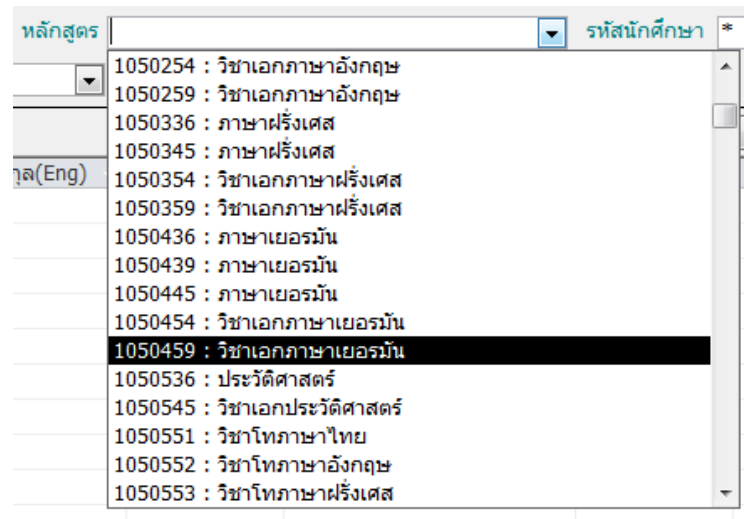 หลักสูตร รหัสนักศึกษา *
1050254 : วิชาเอกภาษาอังกฤษ
1050259 : วิชาเอกภาษาอังกฤษ
1050336 : ภาษาฝรั่งเศส
1050345 : ภาษาฝรั่งเศส
กุล(Eng)
1050354 : วิชาเอกภาษาฝรั่งเศส
1050359 : วิชาเอกภาษาฝรั่งเศส
1050436 : ภาษาเยอรมัน
1050439 : ภาษาเยอรมัน
1050445 : ภาษาเยอรมัน
1050454 : วิชาเอกภาษาเยอรมัน
1050459 : วิชาเอกภาษาเยอรมัน
1050536 : ประวัติศาสตร์
1050545 : วิชาเอกประวัติศาสตร์
1050551 : วิชาโทภาษาไทย
1050552 : วิชาโทภาษาอังกฤษ
1050553 : วิชาโทภาษาฝรั่งเศส